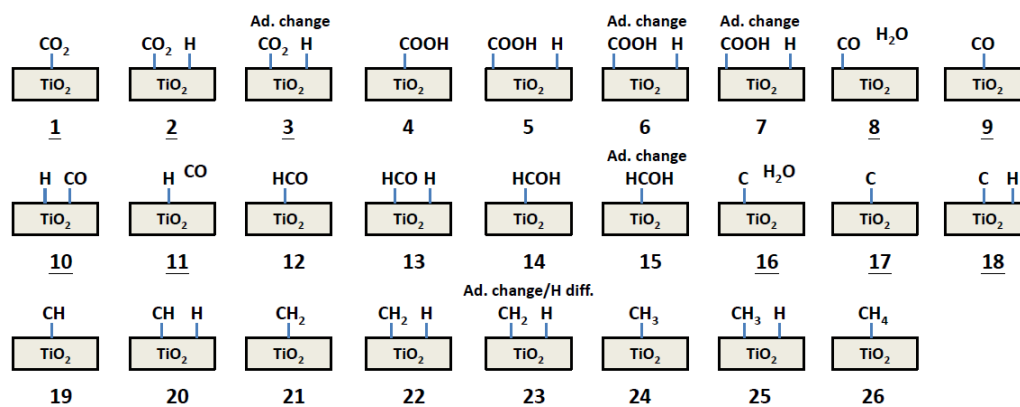 Ad. change Ad. change Ad. change
CO₂ CO₂ H CO₂ H COOH COOH H COOH H COOH H CO H₂O CO
TiO₂ TiO₂ TiO₂ TiO₂ TiO₂ TiO₂ TiO₂ TiO₂ TiO₂
1 2 3 4 5 6 7 8 9
Ad. change
H CO H CO HCO HCO H HCOH HCOH C H₂O C C H
TiO₂ TiO₂ TiO₂ TiO₂ TiO₂ TiO₂ TiO₂ TiO₂ TiO₂
10 11 12 13 14 15 16 17 18
Ad. change/H diff.
CH CH H CH₂ CH₂ H CH₂ H CH₃ CH₃ H CH₄
TiO₂ TiO₂ TiO₂ TiO₂ TiO₂ TiO₂ TiO₂ TiO₂
19 20 21 22 23 24 25 26